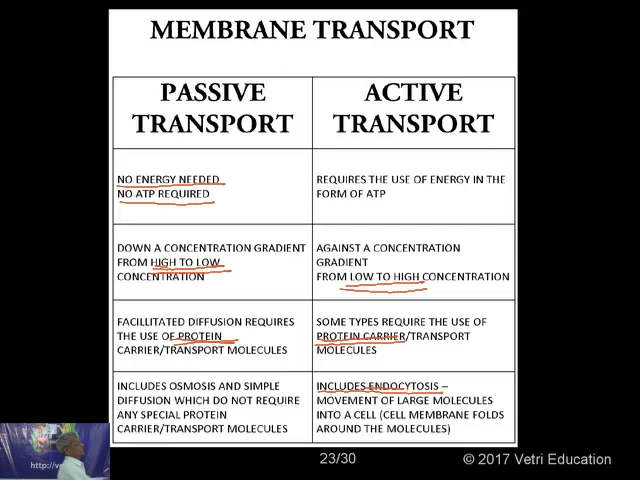 MEMBRANE TRANSPORT
PASSIVE
TRANSPORT
ACTIVE
TRANSPORT
NO ENERGY NEEDED
NO ATP REQUIRED
REQUIRES THE USE OF ENERGY IN THE
FORM OF ATP
DOWN A CONCENTRATION GRADIENT
FROM HIGH TO LOW
CONCENTRATION
AGAINST A CONCENTRATION
GRADIENT
FROM LOW TO HIGH CONCENTRATION
FACILLITATED DIFFUSION REQUIRES
THE USE OF PROTEIN
CARRIER/TRANSPORT MOLECULES
SOME TYPES REQUIRE THE USE OF
PROTEIN CARRIER/TRANSPORT
MOLECULES
INCLUDES OSMOSIS AND SIMPLE
DIFFUSION WHICH DO NOT REQUIRE
ANY SPECIAL PROTEIN
CARRIER/TRANSPORT MOLECULES
INCLUDES ENDOCYTOSIS –
MOVEMENT OF LARGE MOLECULES
INTO A CELL (CELL MEMBRANE FOLDS
AROUND THE MOLECULES)
http://ve
23/30
© 2017 Vetri Education